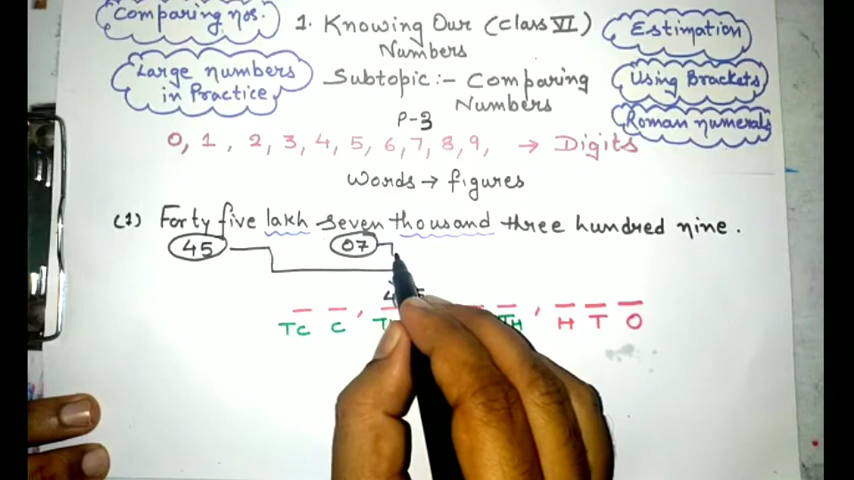 Comparing nos.
1. Knowing Our (Class VI)
Numbers
Estimation
Large numbers
in Practice
Subtopic :- Comparing
Numbers
Using Brackets
Roman numerals
P-3
0, 1, 2, 3, 4, 5, 6, 7, 8, 9, → Digits
Words → figures
(1) Forty five lakh seven thousand three hundred nine.
45 07
TC C , TH , H T O